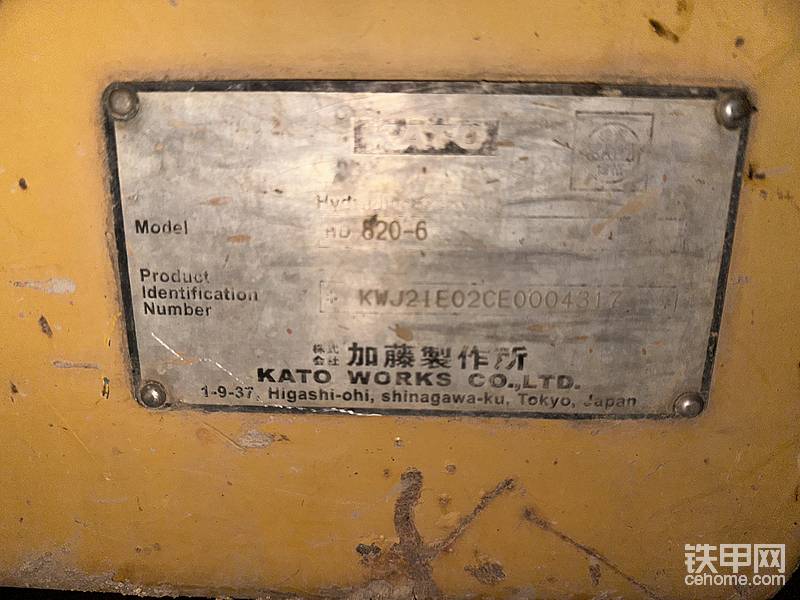 KATO
Model HD 820-6
Product
Identification
Number
* KWJ21E02CE0004317
株式会社 加藤製作所
KATO WORKS CO.,LTD.
1-9-37, Higashi-ohi, shinagawa-ku, Tokyo, Japan
铁甲网
cehome.com